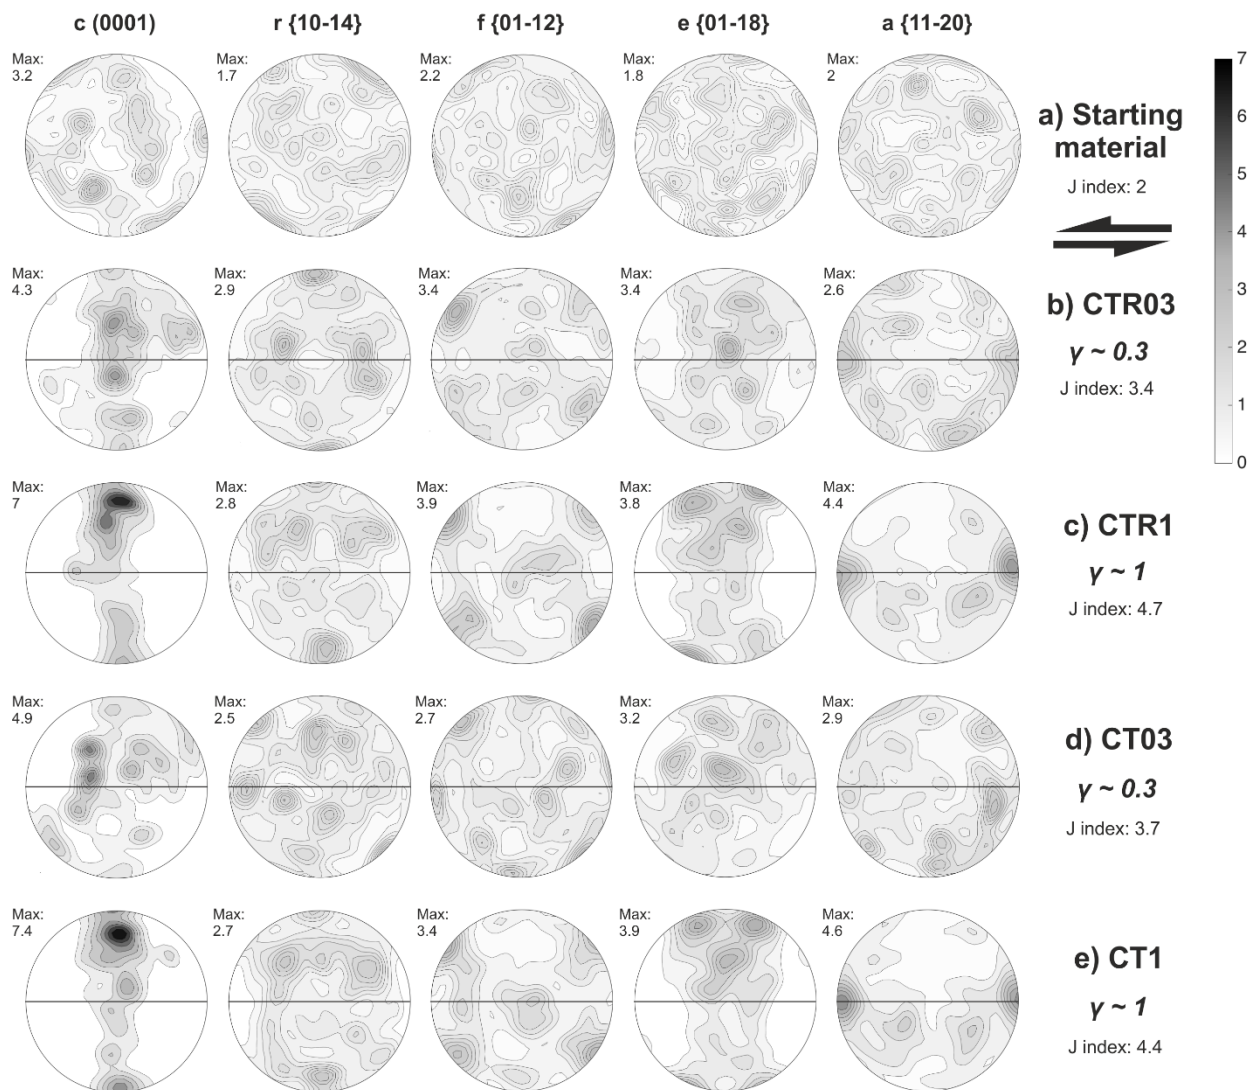 c (0001) r {10-14} f {01-12} e {01-18} a {11-20}
Max: Max: Max: Max: Max:
3.2 1.7 2.2 1.8 2
7
6
5
4
3
2
1
0
a) Starting
material
J index: 2
Max: Max: Max: Max: Max:
4.3 2.9 3.4 3.4 2.6
b) CTR03
γ ~ 0.3
J index: 3.4
Max: Max: Max: Max: Max:
7 2.8 3.9 3.8 4.4
c) CTR1
γ ~ 1
J index: 4.7
Max: Max: Max: Max: Max:
4.9 2.5 2.7 3.2 2.9
d) CT03
γ ~ 0.3
J index: 3.7
Max: Max: Max: Max: Max:
7.4 2.7 3.4 3.9 4.6
e) CT1
γ ~ 1
J index: 4.4